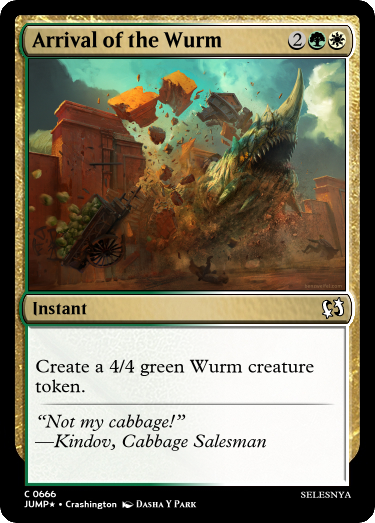 Arrival of the Wurm 2
Instant
Create a 4/4 green Wurm creature
token.
“Not my cabbage!”
—Kindov, Cabbage Salesman
C 0666
SELESNYA
JUMP★ • Crashington Dasha Y Park